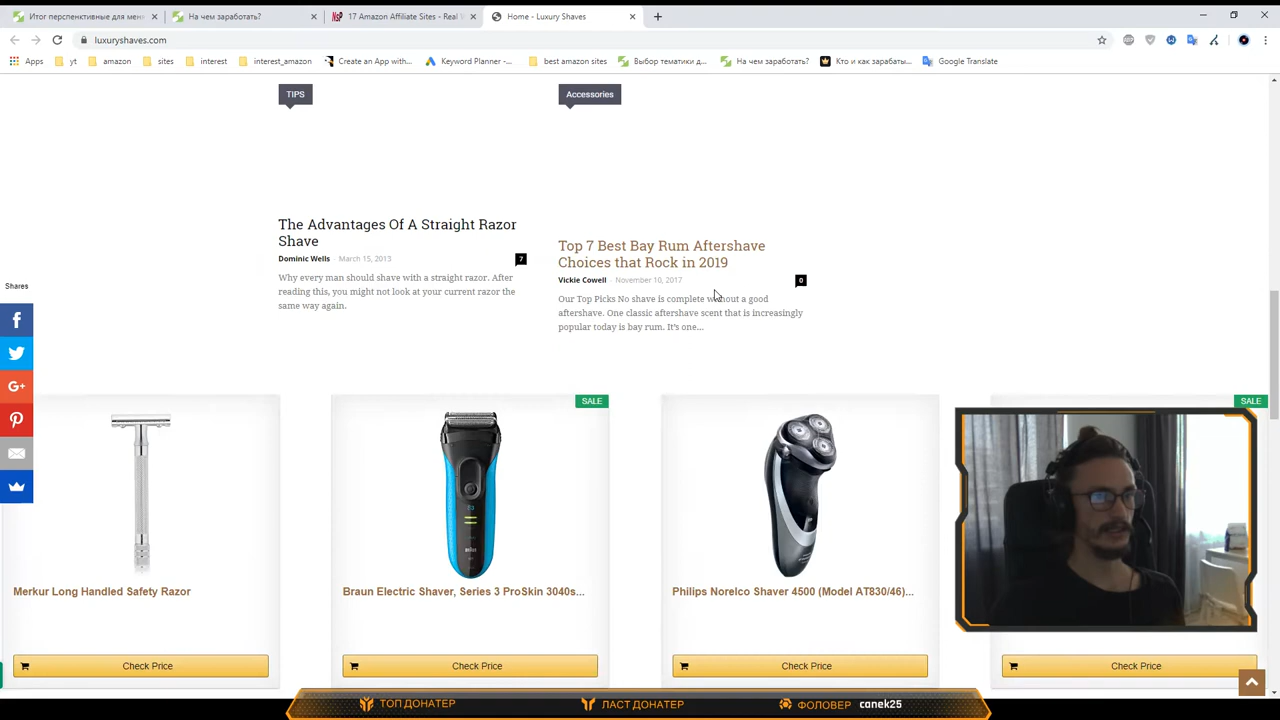 Итог перспенктивные для мен
На чем заработать?
17 Amazon Affiliate Sites - Real W
Home - Luxury Shaves
luxuryshaves.com
Apps
yt
amazon
sites
interest
interest_amazon
Create an App with...
Keyword Planner -...
best amazon sites
Выбор тематики д...
На чем заработать?
Кто и как зарабаты...
Google Translate
TIPS
Accessories
The Advantages Of A Straight Razor
Shave
Dominic Wells - March 15, 2013
7
Why every man should shave with a straight razor. After
reading this, you might not look at your current razor the
same way again.
Top 7 Best Bay Rum Aftershave
Choices that Rock in 2019
Vickie Cowell - November 10, 2017
0
Our Top Picks No shave is complete without a good
aftershave. One classic aftershave scent that is increasingly
popular today is bay rum. It's one...
Shares
SALE
SALE
Merkur Long Handled Safety Razor
Braun Electric Shaver, Series 3 ProSkin 3040s...
Philips Norelco Shaver 4500 (Model AT830/46)...
Check Price
Check Price
Check Price
Check Price
ТОП ДОНАТЕР
ЛАСТ ДОНАТЕР
ФОЛОВЕР canek25